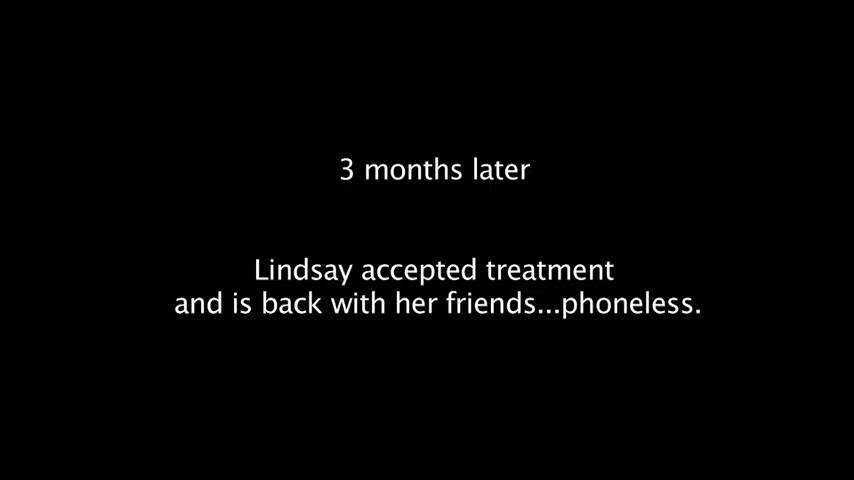 3 months later
Lindsay accepted treatment
and is back with her friends...phoneless.